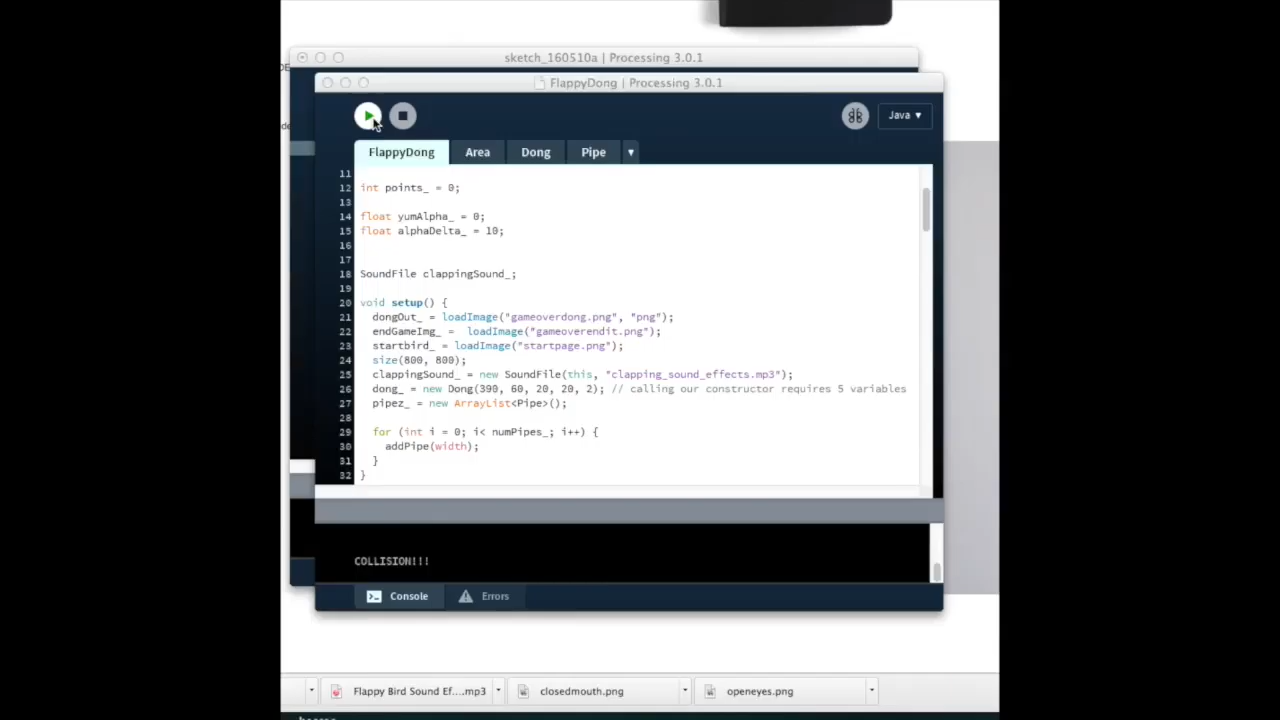 sketch_160510a | Processing 3.0.1
FlappyDong | Processing 3.0.1
Java ▾
FlappyDong Area Dong Pipe ▾
11
12 int points_ = 0;
13
14 float yumAlpha_ = 0;
15 float alphaDelta_ = 10;
16
17
18 SoundFile clappingSound_;
19
20 void setup() {
21 dongOut_ = loadImage("gameoverdong.png", "png");
22 endGameImg_ = loadImage("gameoverendit.png");
23 startbird_ = loadImage("startpage.png");
24 size(800, 800);
25 clappingSound_ = new SoundFile(this, "clapping_sound_effects.mp3");
26 dong_ = new Dong(390, 60, 20, 20, 2); // calling our constructor requires 5 variables
27 pipez_ = new ArrayList<Pipe>();
28
29 for (int i = 0; i< numPipes_; i++) {
30 addPipe(width);
31 }
32 }
COLLISION!!!
Console Errors
Flappy Bird Sound Ef....mp3 closedmouth.png openeyes.png